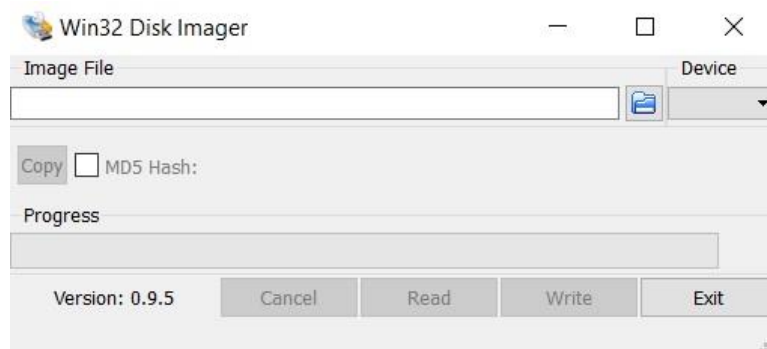 Win32 Disk Imager
Image File Device
Copy MD5 Hash:
Progress
Version: 0.9.5 Cancel Read Write Exit